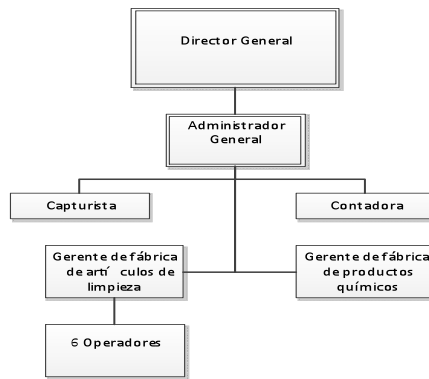 Director General
Administrador
General
Capturista
Contadora
Gerente de fábrica
de artí culos de
limpieza
Gerente de fábrica
de productos
químicos
6 Operadores